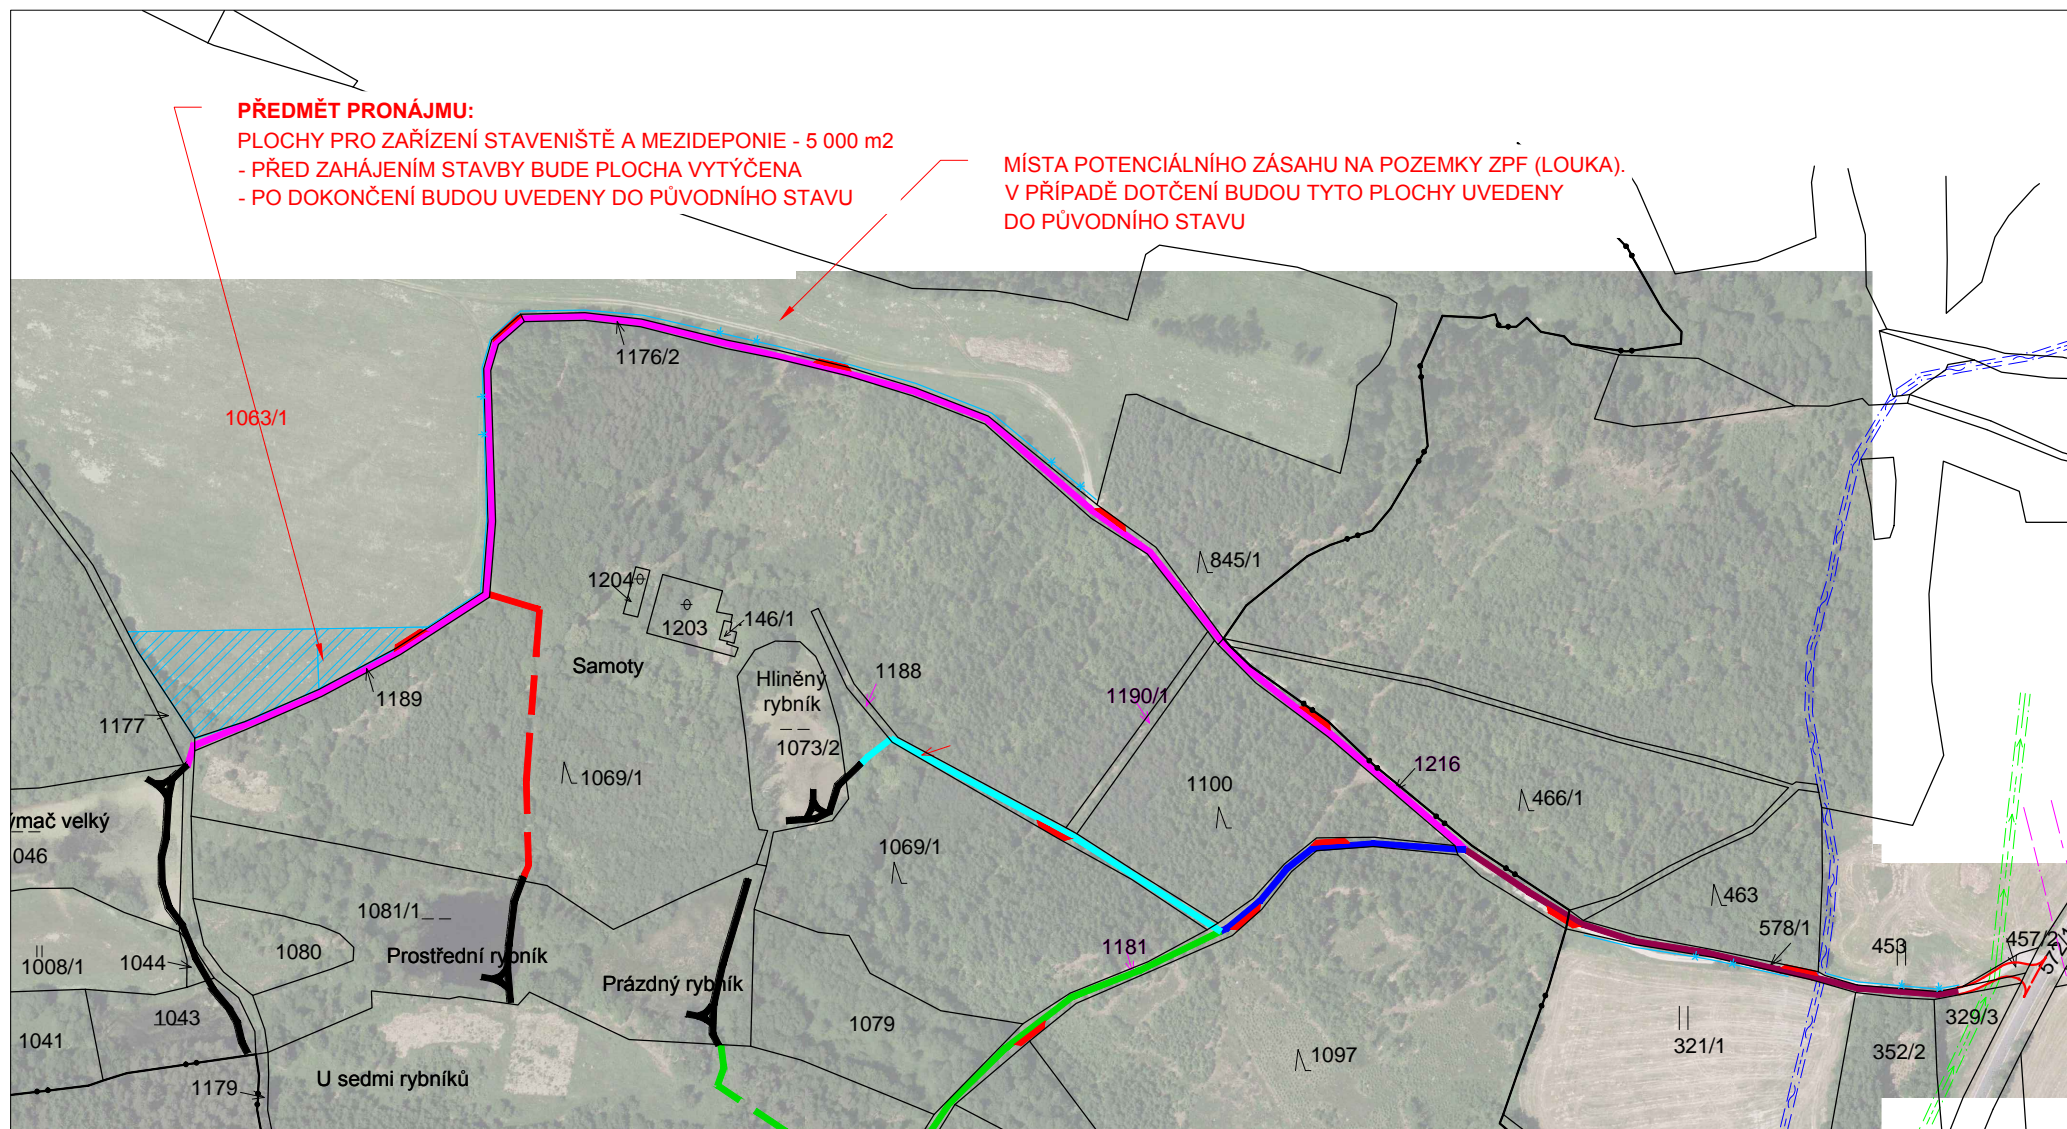 PŘEDMĚT PRONÁJMU:
PLOCHY PRO ZAŘÍZENÍ STAVENIŠTĚ A MEZIDEPONIE - 5 000 m2
- PŘED ZAHÁJENÍM STAVBY BUDE PLOCHA VYTÝČENA
- PO DOKONČENÍ BUDOU UVEDENY DO PŮVODNÍHO STAVU
MÍSTA POTENCIÁLNÍHO ZÁSAHU NA POZEMKY ZPF (LOUKA).
V PŘÍPADĚ DOTČENÍ BUDOU TYTO PLOCHY UVEDENY
DO PŮVODNÍHO STAVU
1176/2
1063/1
845/1
1204
1203
146/1
Samoty
Hliněný
rybník
1073/2
1188
1190/1
1189
1177
1069/1
1216
1100
466/1
ýmač velký
046
1069/1
463
578/1
1081/1
Prostřední rybník
1080
1008/1
1044
1181
453
457/2
572/1
Prázdný rybník
1043
1041
1079
1097
321/1
329/3
352/2
U sedmi rybníků
1179